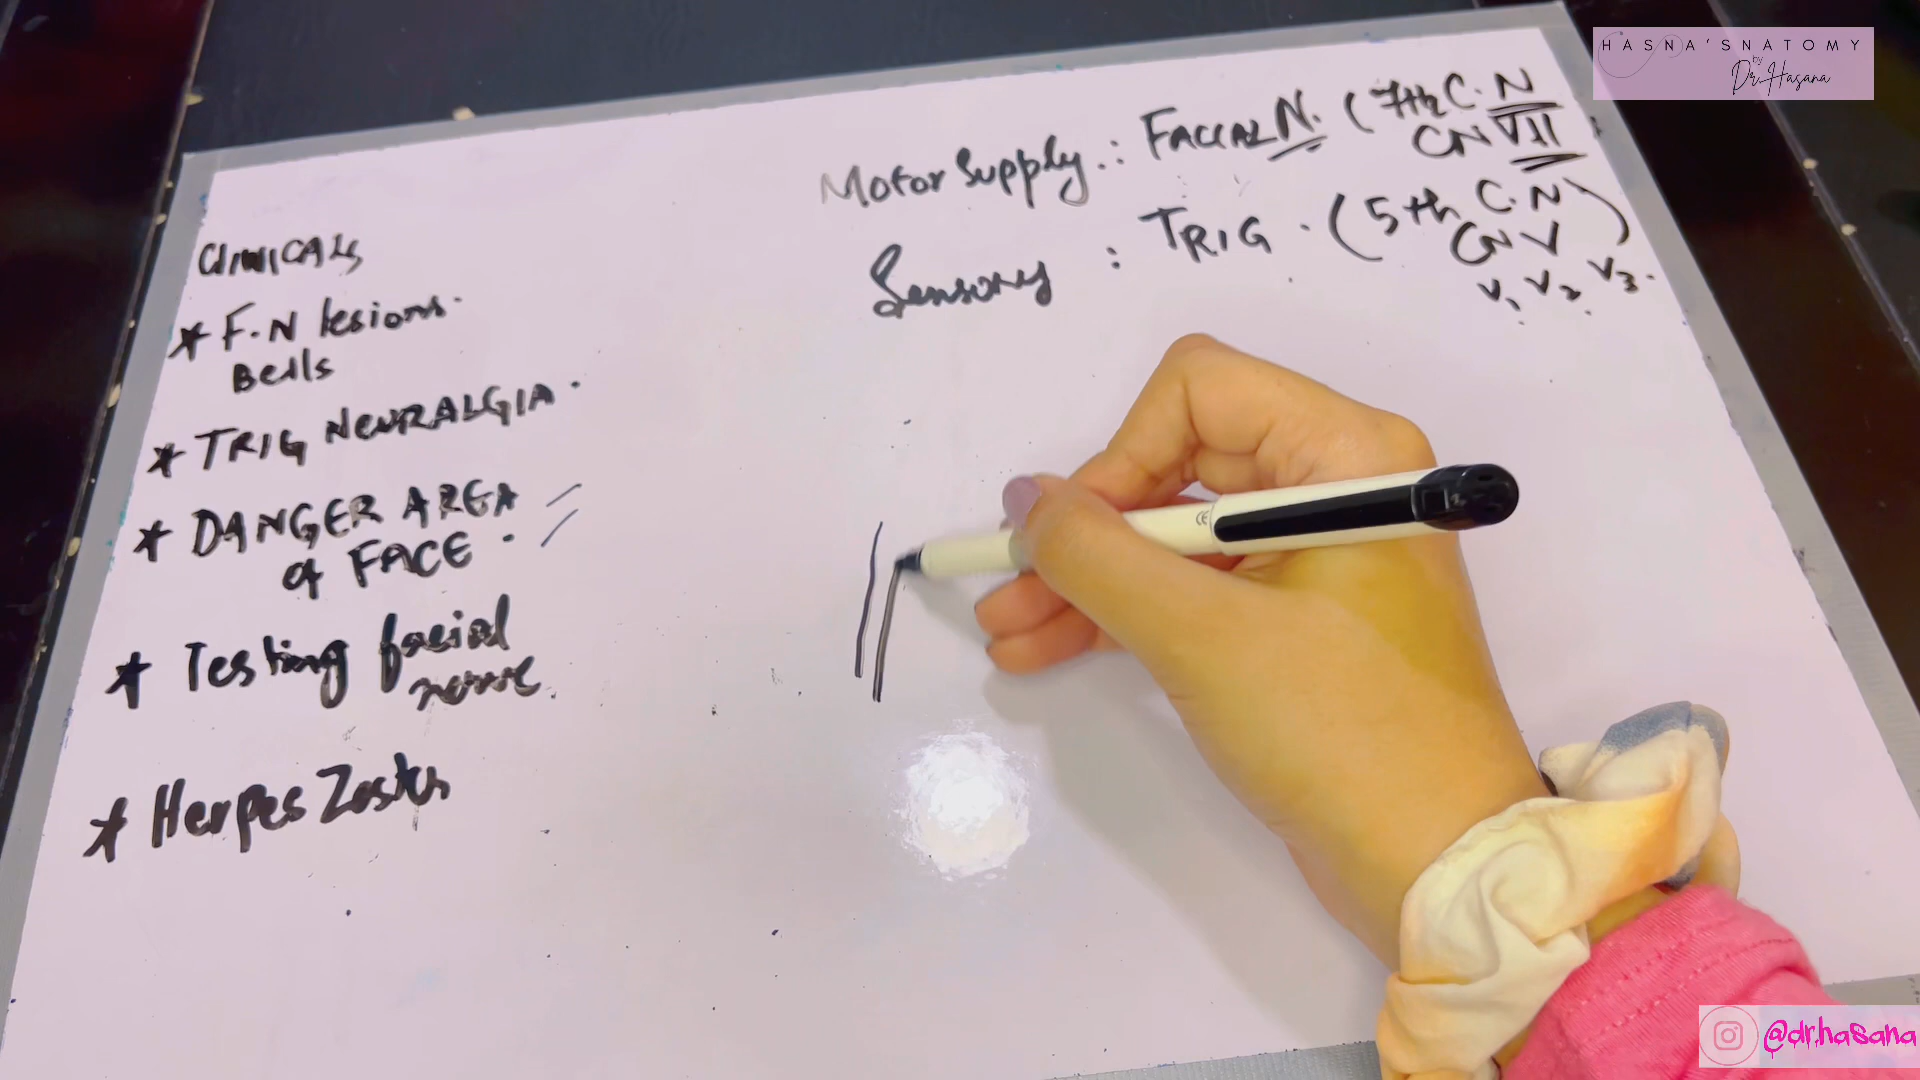 HASNA'SNATOMY
by
Dr.Hasana
Motor Supply : FACIAL N. (7th C.N
CN VII
Sensory : TRIG. (5th C.N)
CN V
V1 V2 V3.
CLINICALS
* F.N lesions.
Bells
* TRIG NEURALGIA.
* DANGER AREA
of FACE.
* Testing facial
nerve
* Herpes Zoster
@dr.hasana